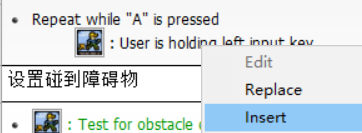 Repeat while "A" is pressed
: User is holding left input key
Edit
设置碰到障碍物
Replace
: Test for obstacle
Insert